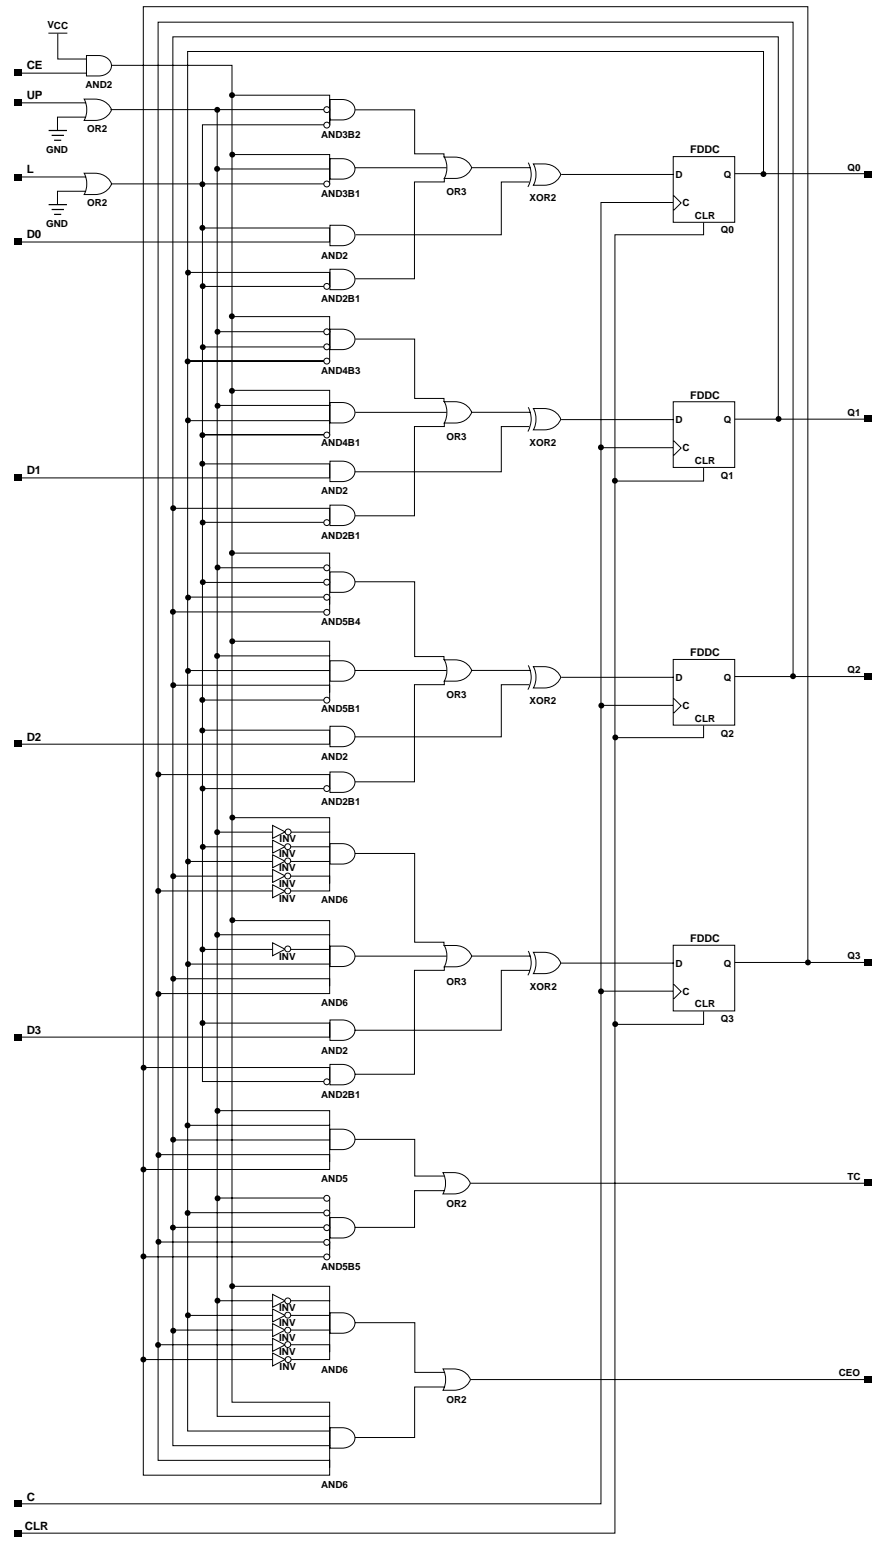 VCC
CE
AND2
UP
OR2
GND
L
OR2
GND
D0
AND3B2
AND3B1
OR3
XOR2
AND2
AND2B1
FDDC
D
Q
C
CLR
Q0
Q0
AND4B3
AND4B1
OR3
XOR2
D1
AND2
AND2B1
FDDC
D
Q
C
CLR
Q1
Q1
AND5B4
AND5B1
OR3
XOR2
D2
AND2
AND2B1
FDDC
D
Q
C
CLR
Q2
Q2
INV
INV
INV
INV
INV
AND6
INV
AND6
OR3
XOR2
D3
AND2
AND2B1
FDDC
D
Q
C
CLR
Q3
Q3
AND5
OR2
TC
AND5B5
INV
INV
INV
INV
INV
AND6
OR2
CEO
AND6
C
CLR